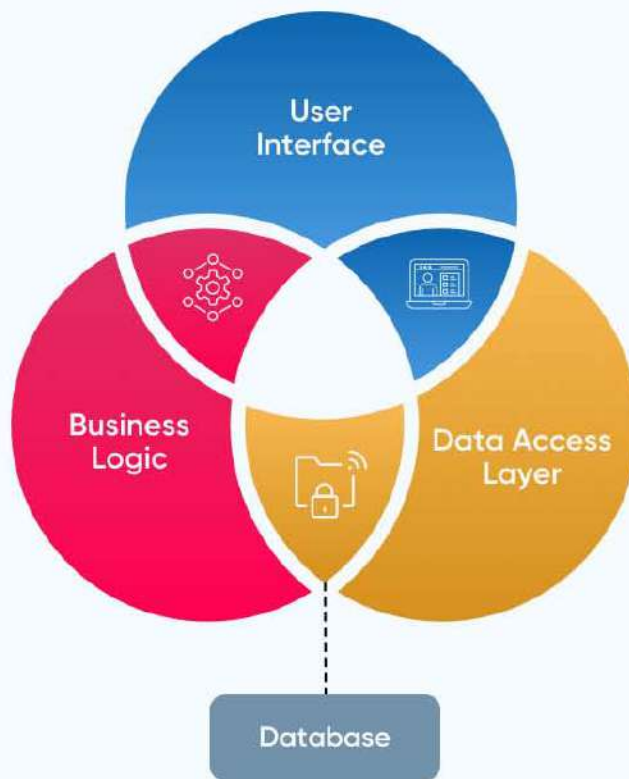 User
Interface
Business
Logic
Data Access
Layer
Database